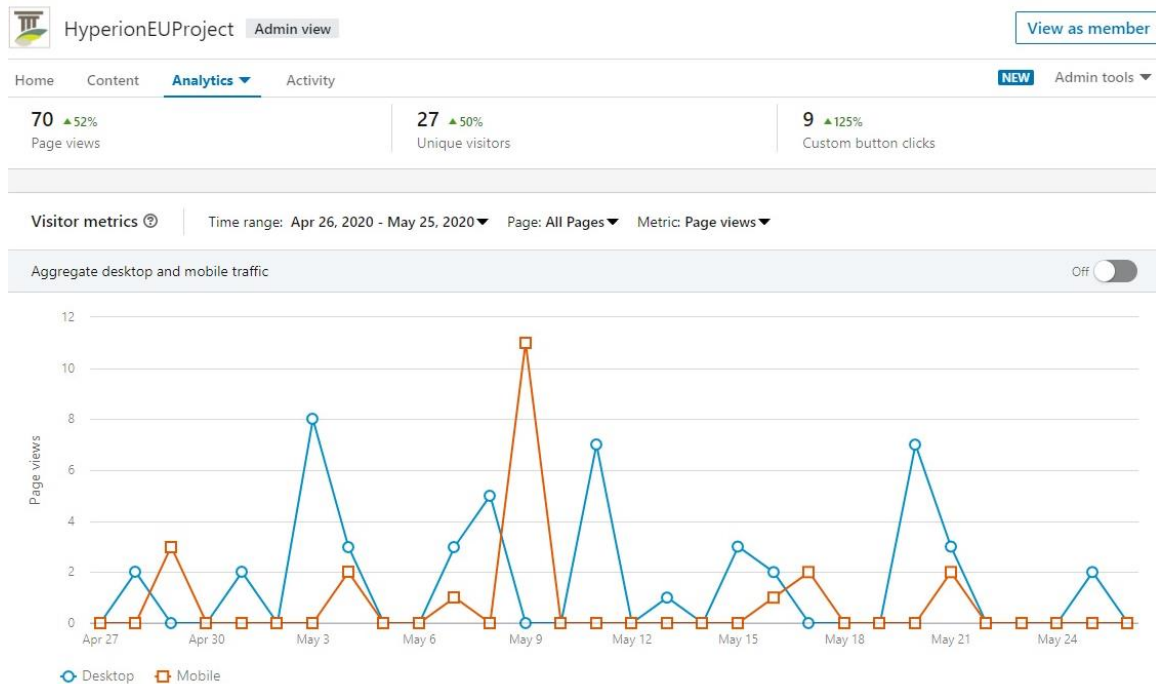 HyperionEUProject Admin view
View as member
Home Content Analytics Activity
NEW Admin tools
70 ▲52%
Page views
27 ▲50%
Unique visitors
9 ▲125%
Custom button clicks
Visitor metrics ? Time range: Apr 26, 2020 - May 25, 2020 Page: All Pages Metric: Page views
Aggregate desktop and mobile traffic Off
12
10
8
6
4
2
0
Page views
Apr 27 Apr 30 May 3 May 6 May 9 May 12 May 15 May 18 May 21 May 24
Desktop Mobile